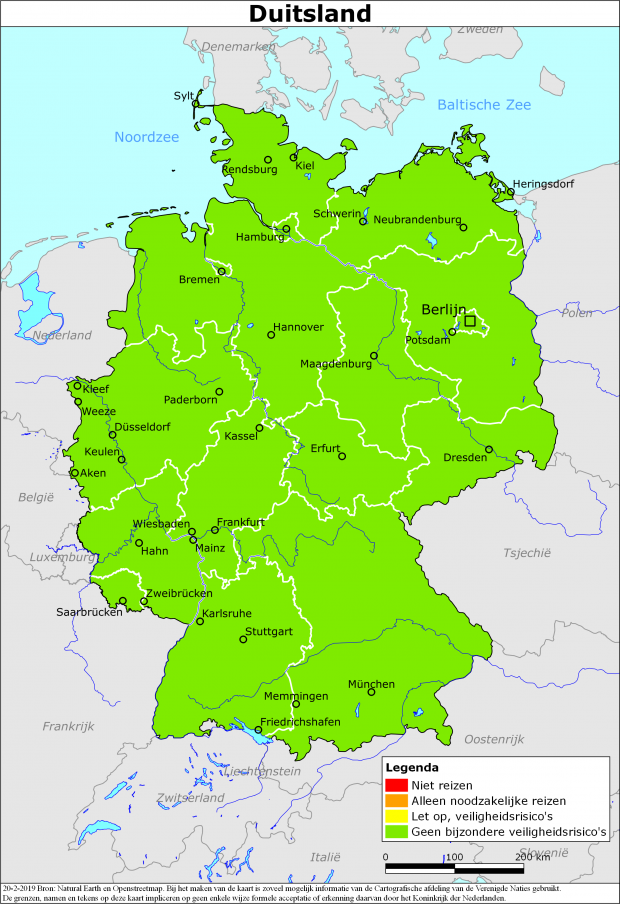 Duitsland
Denemarken
Zweden
Sylt
Baltische Zee
Noordzee
Rendsburg
Kiel
Heringsdorf
Schwerin
Neubrandenburg
Hamburg
Bremen
Berlijn
Polen
Nederland
Hannover
Potsdam
Maagdenburg
Kleef
Paderborn
Weeze
Düsseldorf
Kassel
Keulen
Erfurt
Dresden
Aken
België
Wiesbaden
Frankfurt
Hahn
Mainz
Luxemburg
Tsjechië
Zweibrücken
Saarbrücken
Karlsruhe
Stuttgart
München
Memmingen
Friedrichshafen
Frankrijk
Oostenrijk
Liechtenstein
Zwitserland
Legenda
Niet reizen
Alleen noodzakelijke reizen
Let op, veiligheidsrisico's
Geen bijzondere veiligheidsrisico's
Slovenië
Italië
0 100 200 km
20-2-2019 Bron: Natural Earth en Openstreetmap. Bij het maken van de kaart is zoveel mogelijk informatie van de Cartografische afdeling van de Verenigde Naties gebruikt.
De grenzen, namen en tekens op deze kaart impliceren op geen enkele wijze formele acceptatie of erkenning daarvan door het Koninkrijk der Nederlanden.